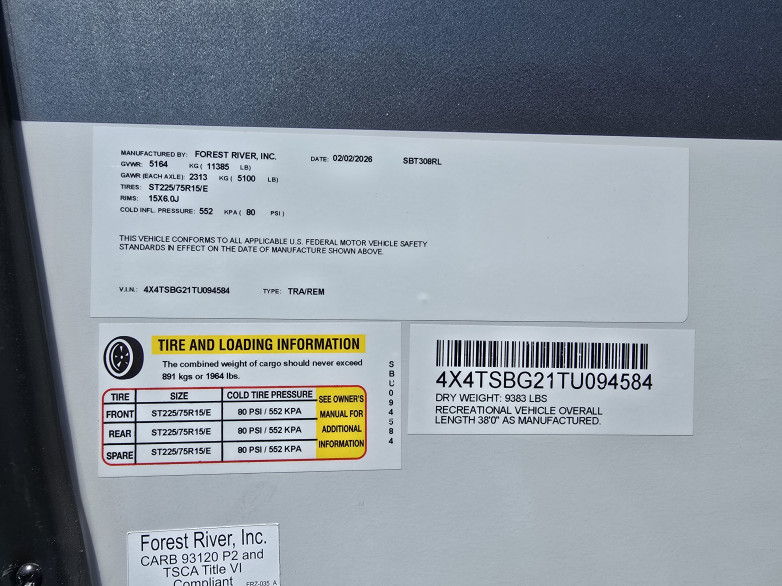 MANUFACTURED BY: FOREST RIVER, INC. DATE: 02/02/2026 SBT308RL
GVWR: 5164 KG ( 11385 LB)
GAWR (EACH AXLE): 2313 KG ( 5100 LB)
TIRES: ST225/75R15/E
RIMS: 15X6.0J
COLD INFL. PRESSURE: 552 KPA ( 80 PSI )
THIS VEHICLE CONFORMS TO ALL APPLICABLE U.S. FEDERAL MOTOR VEHICLE SAFETY
STANDARDS IN EFFECT ON THE DATE OF MANUFACTURE SHOWN ABOVE.
V.I.N.: 4X4TSBG21TU094584 TYPE: TRA/REM
TIRE AND LOADING INFORMATION
The combined weight of cargo should never exceed
891 kgs or 1964 lbs.
TIRE SIZE COLD TIRE PRESSURE
FRONT ST225/75R15/E 80 PSI / 552 KPA
REAR ST225/75R15/E 80 PSI / 552 KPA
SPARE ST225/75R15/E 80 PSI / 552 KPA
SEE OWNER'S
MANUAL FOR
ADDITIONAL
INFORMATION
SBU094584
4X4TSBG21TU094584
DRY WEIGHT: 9383 LBS
RECREATIONAL VEHICLE OVERALL
LENGTH 38'0" AS MANUFACTURED.
Forest River, Inc.
CARB 93120 P2 and
TSCA Title VI
Compliant FRZ-035 A